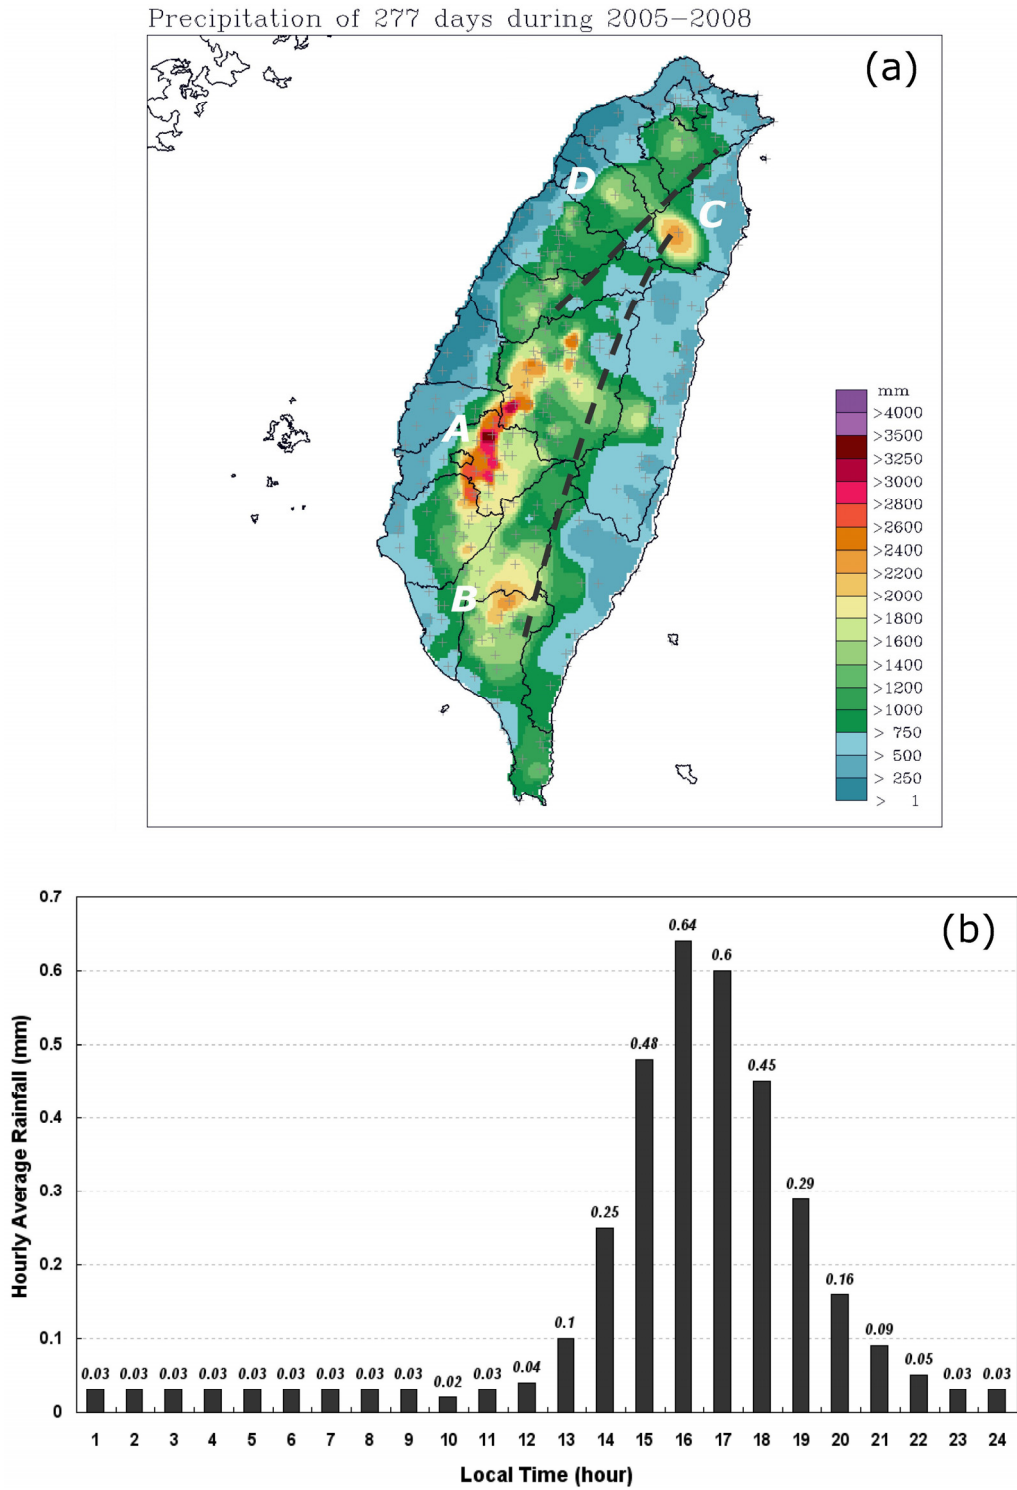 Precipitation of 277 days during 2005−2008
(a)
D
C
A
B
mm
>4000
>3500
>3250
>3000
>2800
>2600
>2400
>2200
>2000
>1800
>1600
>1400
>1200
>1000
> 750
> 500
> 250
> 1
(b)
Hourly Average Rainfall (mm)
0.7
0.6
0.5
0.4
0.3
0.2
0.1
0
0.03 0.03 0.03 0.03 0.03 0.03 0.03 0.03 0.03 0.02 0.03 0.04 0.1 0.25 0.48 0.64 0.6 0.45 0.29 0.16 0.09 0.05 0.03 0.03
1 2 3 4 5 6 7 8 9 10 11 12 13 14 15 16 17 18 19 20 21 22 23 24
Local Time (hour)